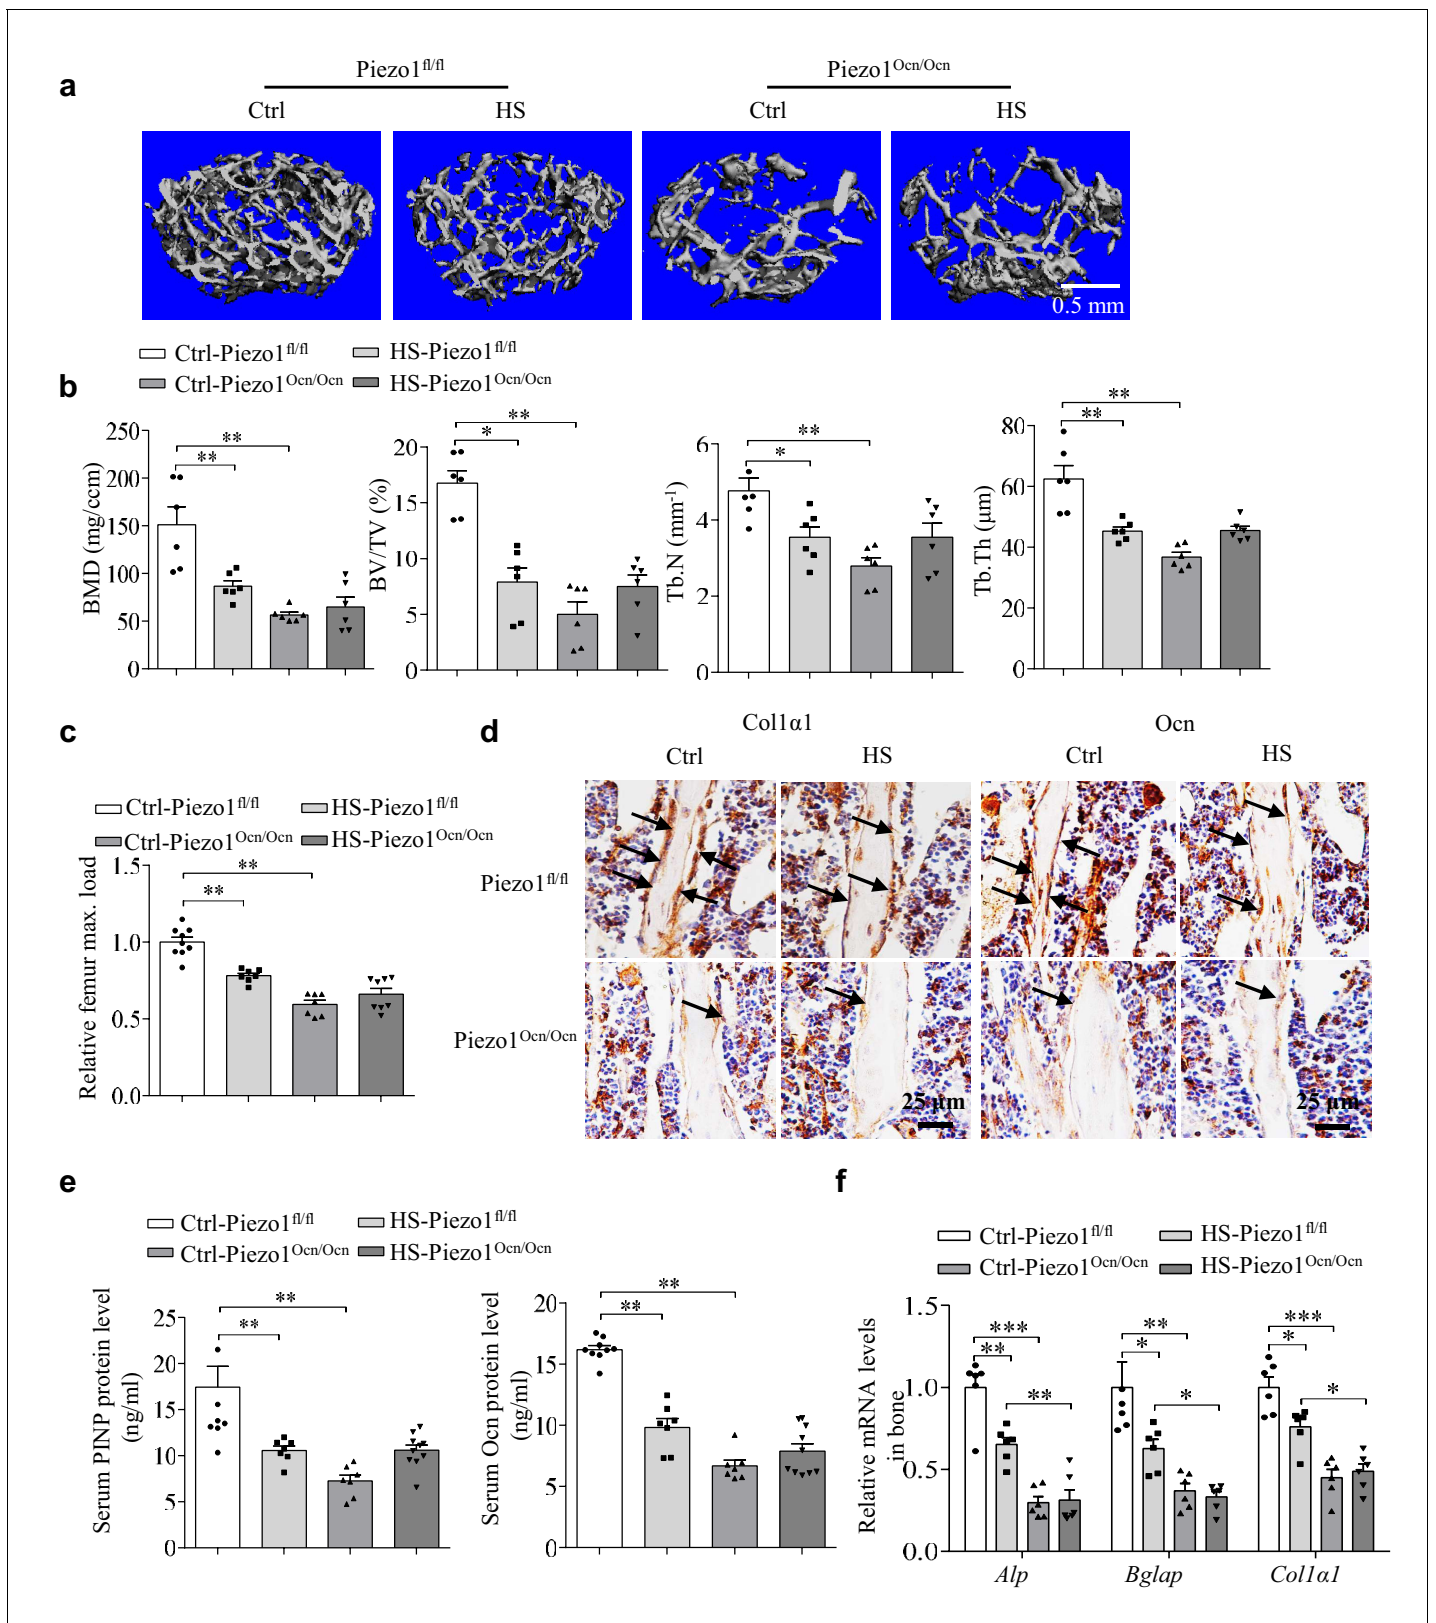 a
Piezo1fl/fl
Piezo1Ocn/Ocn
Ctrl
HS
Ctrl
HS
0.5 mm
b
Ctrl-Piezo1fl/fl
HS-Piezo1fl/fl
Ctrl-Piezo1Ocn/Ocn
HS-Piezo1Ocn/Ocn
BMD (mg/ccm)
250
200
150
100
50
0
**
**
BV/TV (%)
20
15
10
5
0
**
*
Tb.N (mm-1)
6
4
2
0
**
*
Tb.Th (µm)
80
60
40
20
0
**
**
c
Ctrl-Piezo1fl/fl
HS-Piezo1fl/fl
Ctrl-Piezo1Ocn/Ocn
HS-Piezo1Ocn/Ocn
Relative femur max. load
1.5
1.0
0.5
0.0
**
**
d
Col1α1
Ocn
Ctrl
HS
Ctrl
HS
Piezo1fl/fl
Piezo1Ocn/Ocn
25 µm
25 µm
e
Ctrl-Piezo1fl/fl
HS-Piezo1fl/fl
Ctrl-Piezo1Ocn/Ocn
HS-Piezo1Ocn/Ocn
Serum PINP protein level
(ng/ml)
25
20
15
10
5
0
**
**
Serum Ocn protein level
(ng/ml)
20
15
10
5
0
**
**
f
Ctrl-Piezo1fl/fl
HS-Piezo1fl/fl
Ctrl-Piezo1Ocn/Ocn
HS-Piezo1Ocn/Ocn
Relative mRNA levels
in bone
1.5
1.0
0.5
0.0
***
**
**
**
*
*
***
*
*
Alp
Bglap
Col1α1